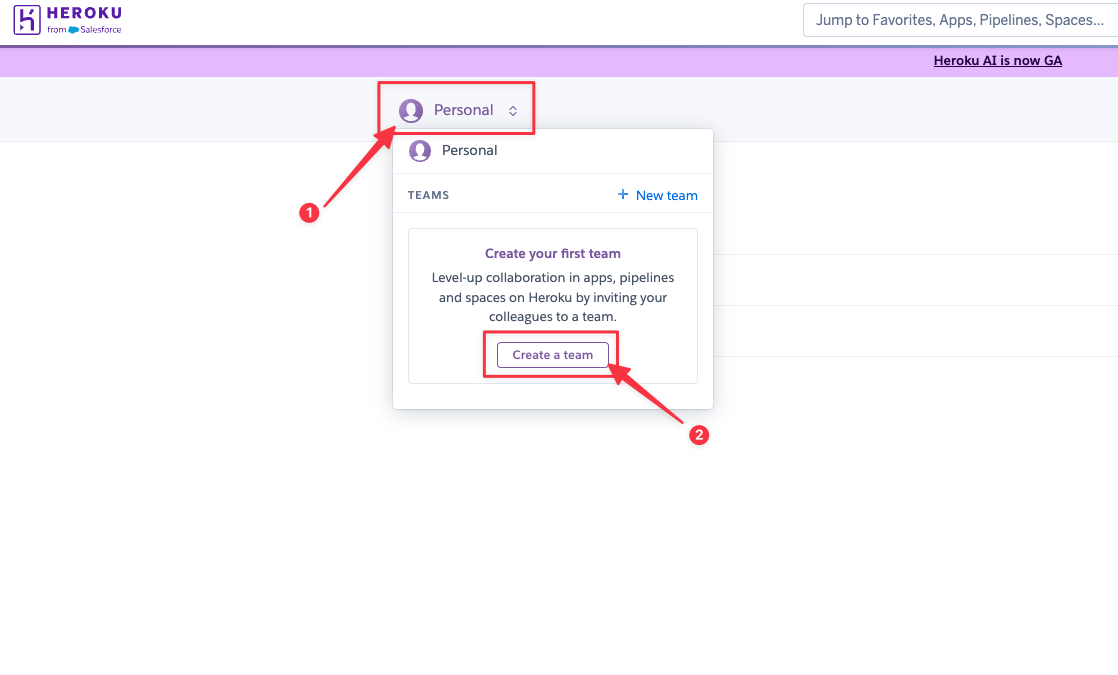 HEROKU
from Salesforce
Jump to Favorites, Apps, Pipelines, Spaces...
Heroku AI is now GA
Personal
Personal
TEAMS
+ New team
1
Create your first team
Level-up collaboration in apps, pipelines
and spaces on Heroku by inviting your
colleagues to a team.
Create a team
2